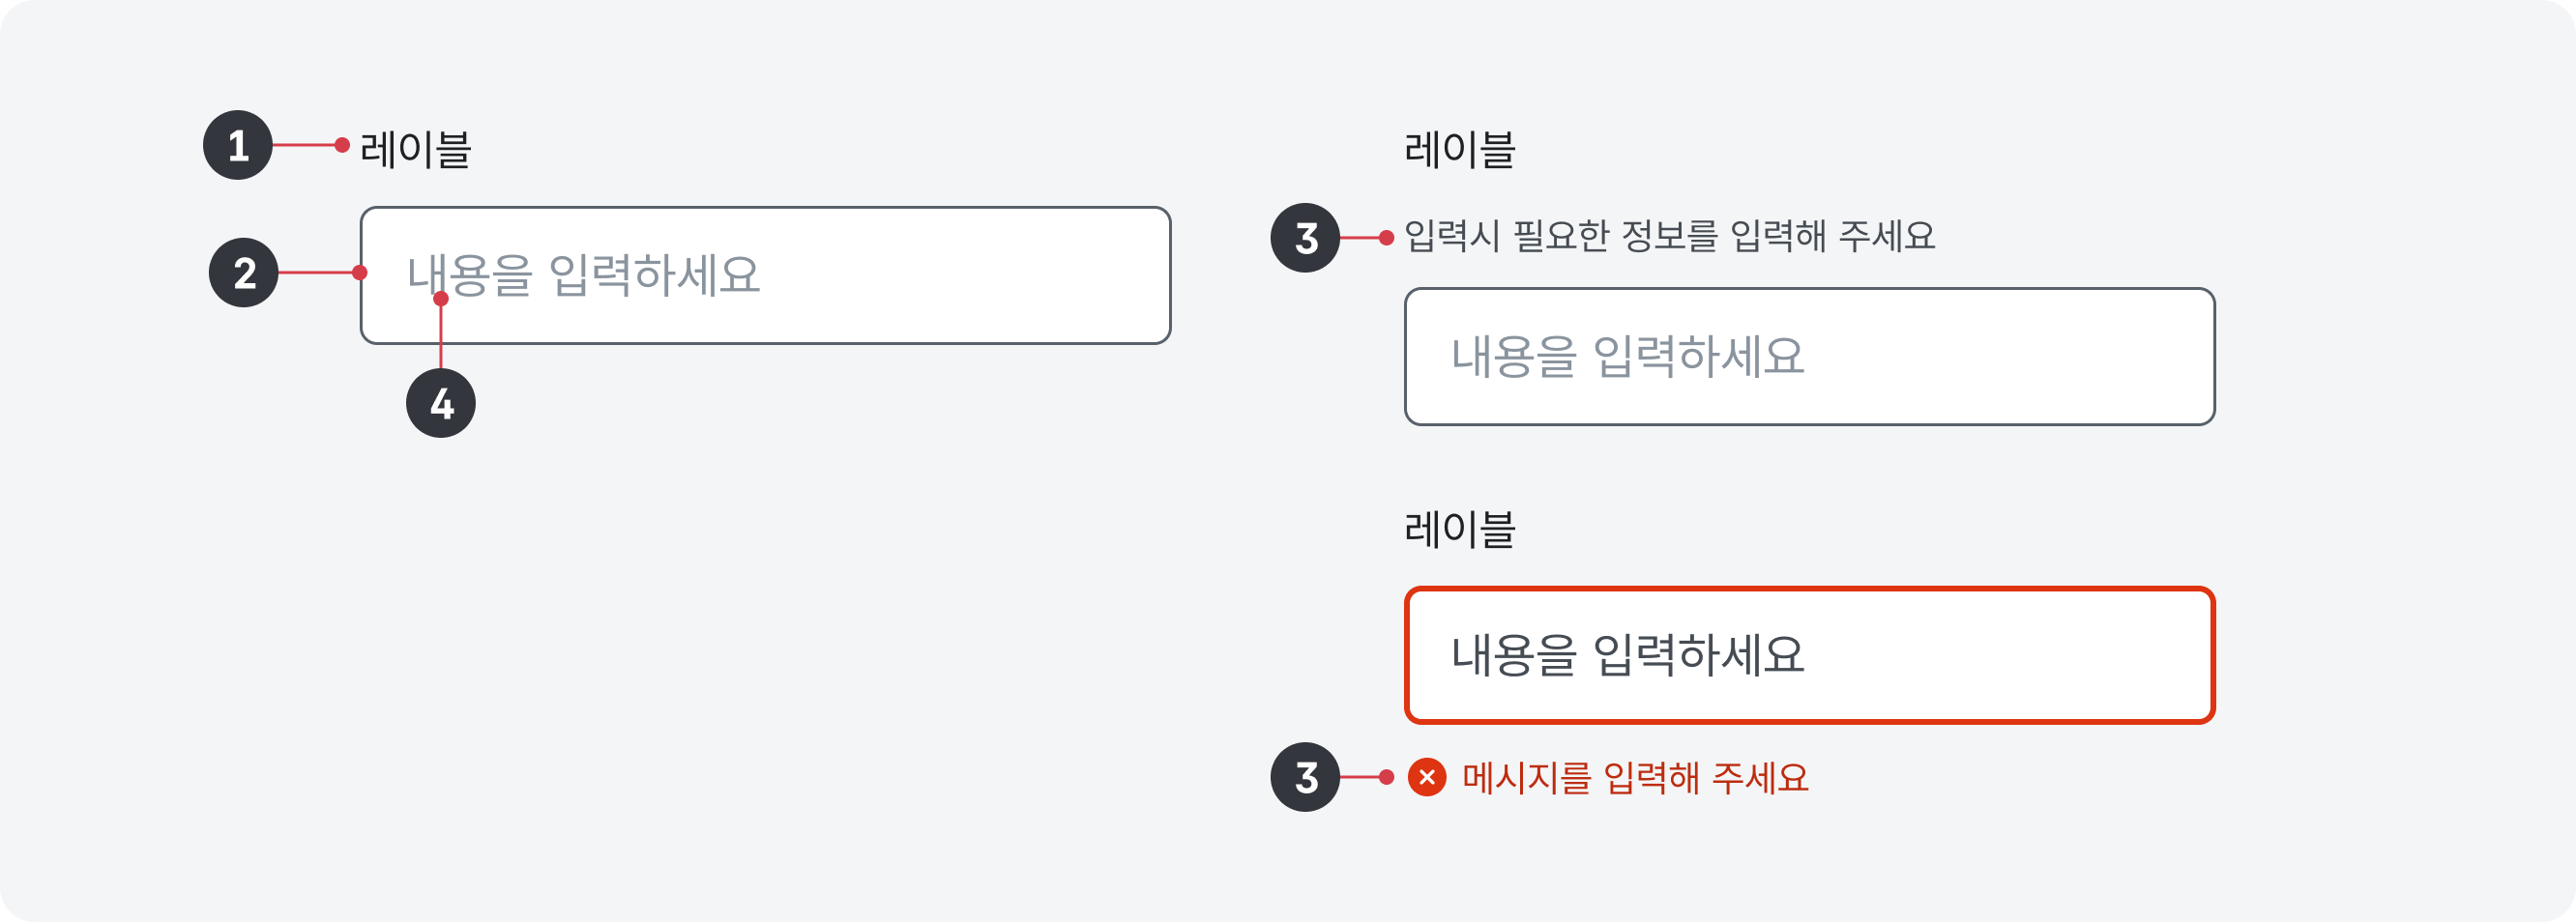 1 레이블
2 내용을 입력하세요
4
레이블
3 입력시 필요한 정보를 입력해 주세요
내용을 입력하세요
레이블
내용을 입력하세요
3 메시지를 입력해 주세요